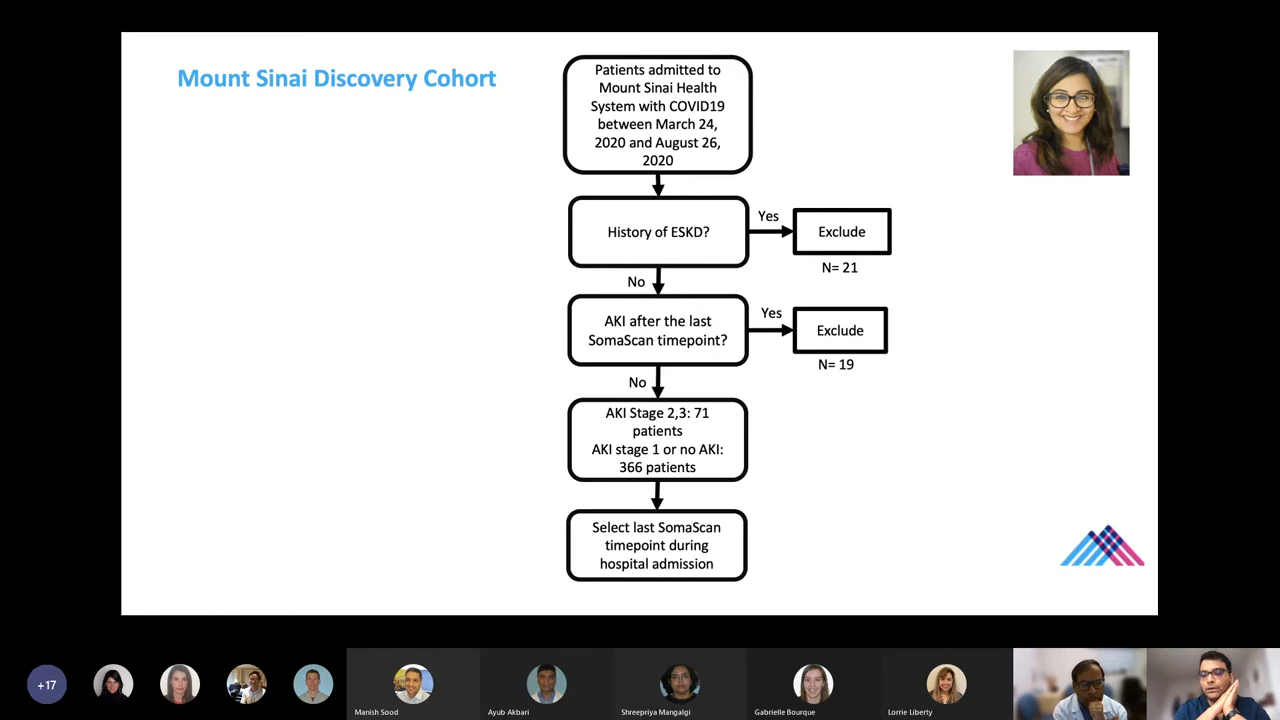 Mount Sinai Discovery Cohort
Patients admitted to
Mount Sinai Health
System with COVID19
between March 24,
2020 and August 26,
2020
History of ESKD?
Yes
Exclude
N= 21
No
AKI after the last
SomaScan timepoint?
Yes
Exclude
N= 19
No
AKI Stage 2,3: 71
patients
AKI stage 1 or no AKI:
366 patients
Select last SomaScan
timepoint during
hospital admission
+17
Manish Sood
Ayub Akbari
Shreepriya Mangalgi
Gabrielle Bourque
Lorrie Liberty